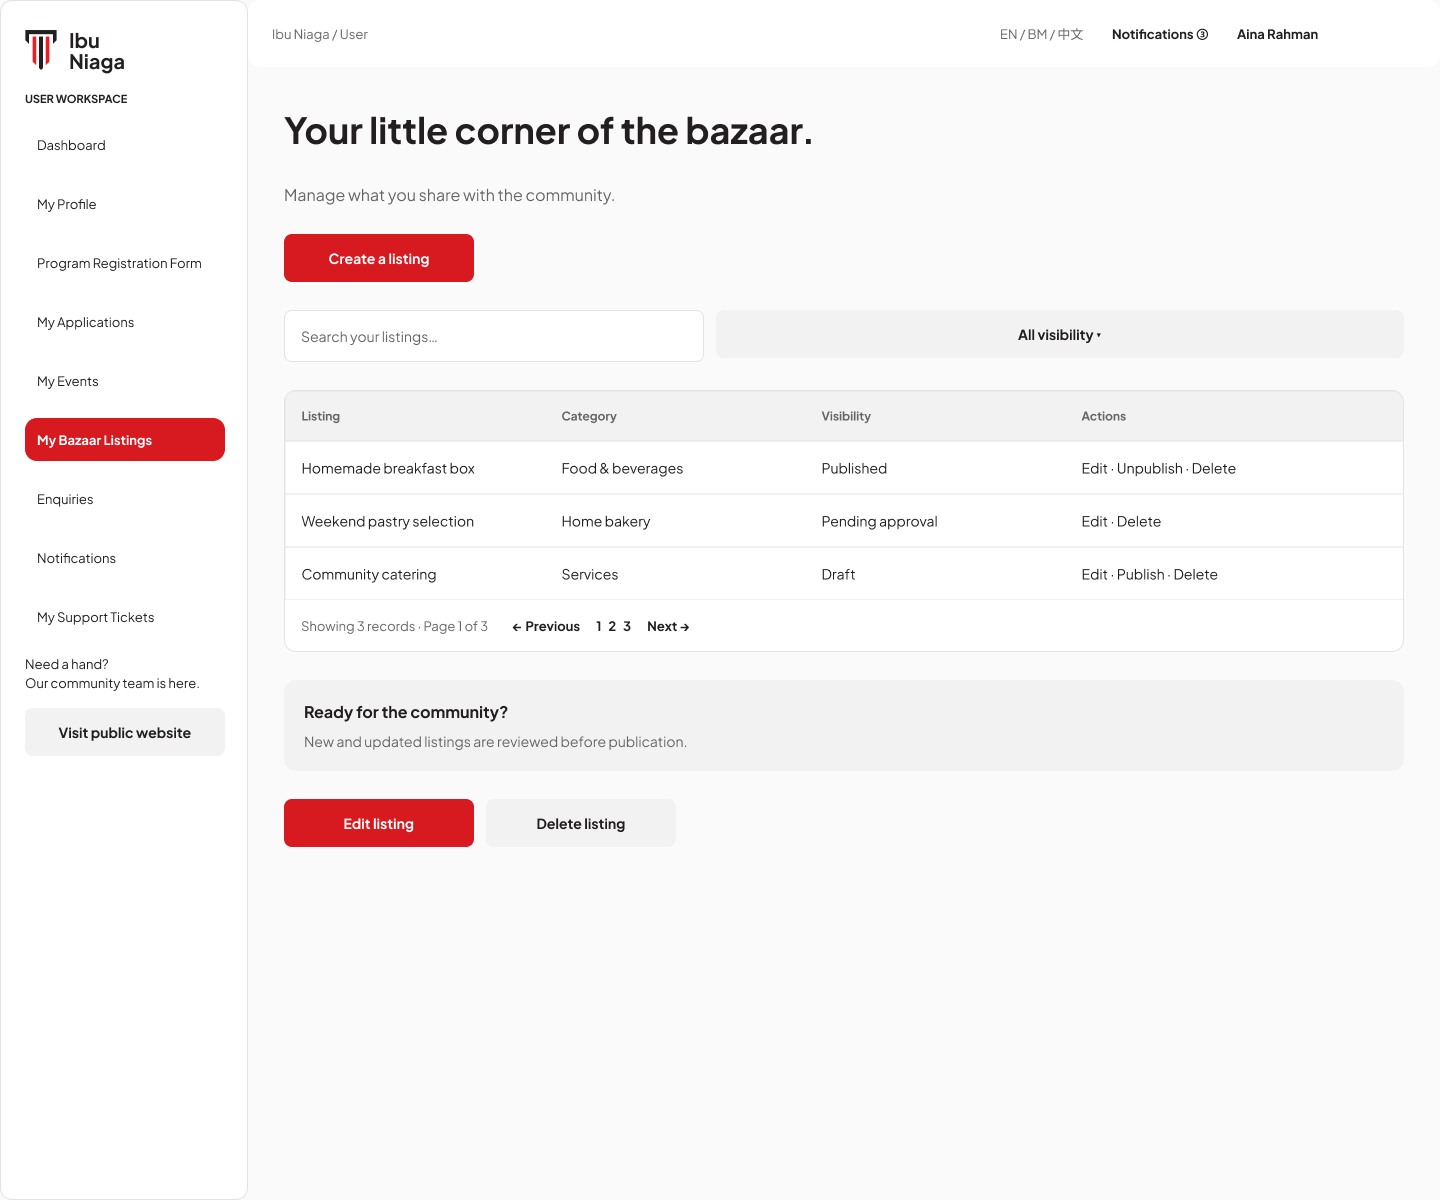 Ibu
Niaga
USER WORKSPACE
Dashboard
My Profile
Program Registration Form
My Applications
My Events
My Bazaar Listings
Enquiries
Notifications
My Support Tickets
Need a hand?
Our community team is here.
Visit public website
Ibu Niaga / User
EN / BM / 中文 Notifications ③ Aina Rahman
Your little corner of the bazaar.
Manage what you share with the community.
Create a listing
Search your listings…
All visibility ▾
Listing Category Visibility Actions
Homemade breakfast box Food & beverages Published Edit · Unpublish · Delete
Weekend pastry selection Home bakery Pending approval Edit · Delete
Community catering Services Draft Edit · Publish · Delete
Showing 3 records · Page 1 of 3 ← Previous 1 2 3 Next →
Ready for the community?
New and updated listings are reviewed before publication.
Edit listing Delete listing